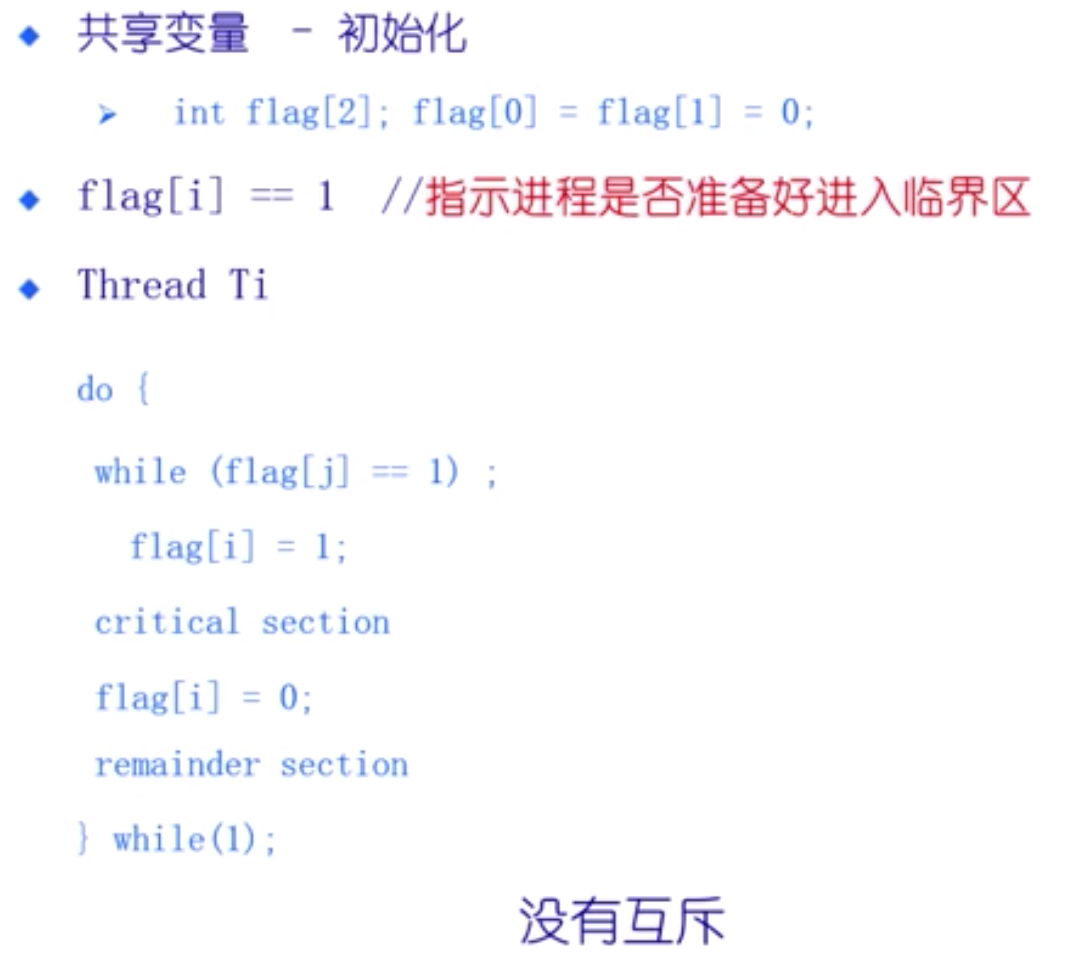 ◆ 共享变量 - 初始化
➢ int flag[2]; flag[0] = flag[1] = 0;
◆ flag[i] == 1 //指示进程是否准备好进入临界区
◆ Thread Ti
do {
while (flag[j] == 1) ;
flag[i] = 1;
critical section
flag[i] = 0;
remainder section
} while(1);
没有互斥